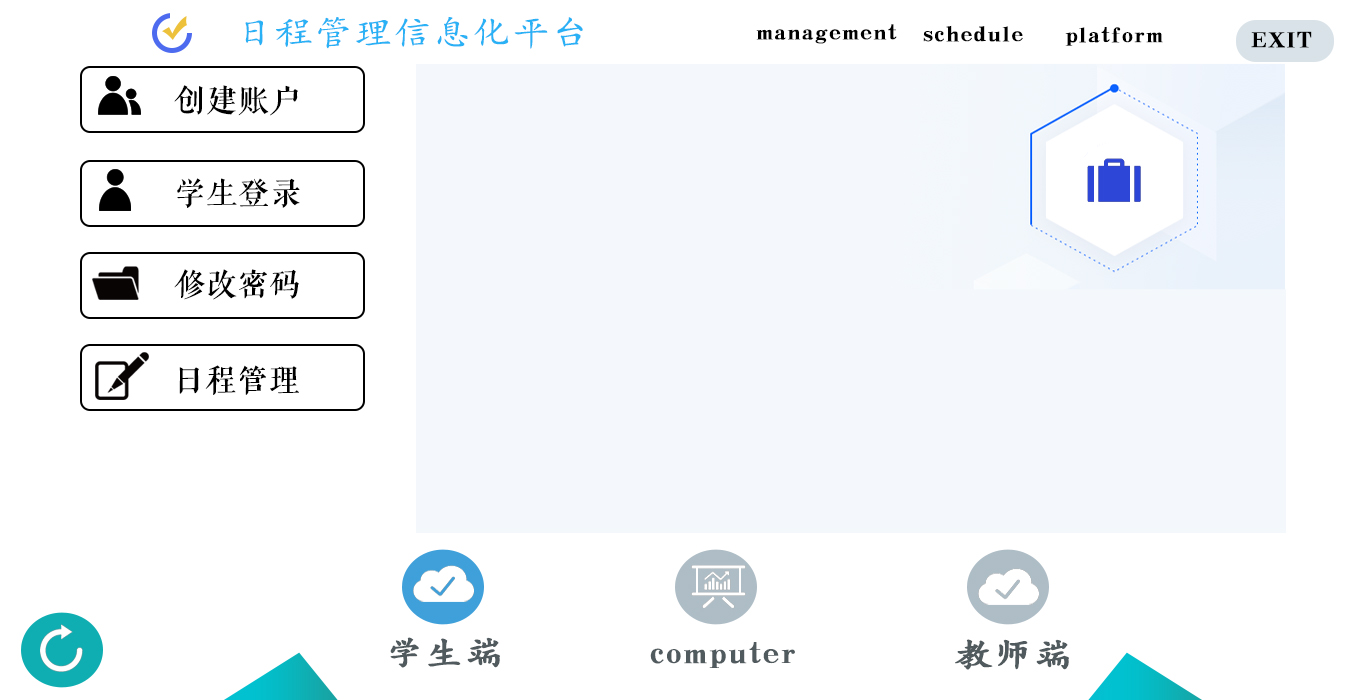 日程管理信息化平台
management schedule platform EXIT
创建账户
学生登录
修改密码
日程管理
学生端 computer 教师端